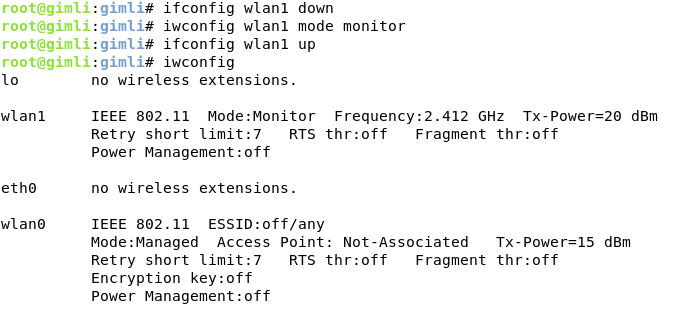 root@gimli:gimli# ifconfig wlan1 down
root@gimli:gimli# iwconfig wlan1 mode monitor
root@gimli:gimli# ifconfig wlan1 up
root@gimli:gimli# iwconfig
lo        no wireless extensions.

wlan1     IEEE 802.11  Mode:Monitor  Frequency:2.412 GHz  Tx-Power=20 dBm
          Retry short limit:7   RTS thr:off   Fragment thr:off
          Power Management:off

eth0      no wireless extensions.

wlan0     IEEE 802.11  ESSID:off/any
          Mode:Managed  Access Point: Not-Associated   Tx-Power=15 dBm
          Retry short limit:7   RTS thr:off   Fragment thr:off
          Encryption key:off
          Power Management:off